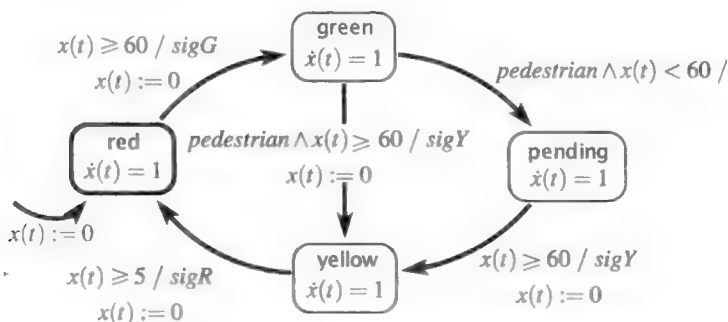 green
ẋ(t) = 1
x(t) ⩾ 60 / sigG
x(t) := 0
pedestrian ∧ x(t) < 60 /
red
ẋ(t) = 1
pedestrian ∧ x(t) ⩾ 60 / sigY
x(t) := 0
pending
ẋ(t) = 1
x(t) := 0
yellow
ẋ(t) = 1
x(t) ⩾ 5 / sigR
x(t) := 0
x(t) ⩾ 60 / sigY
x(t) := 0